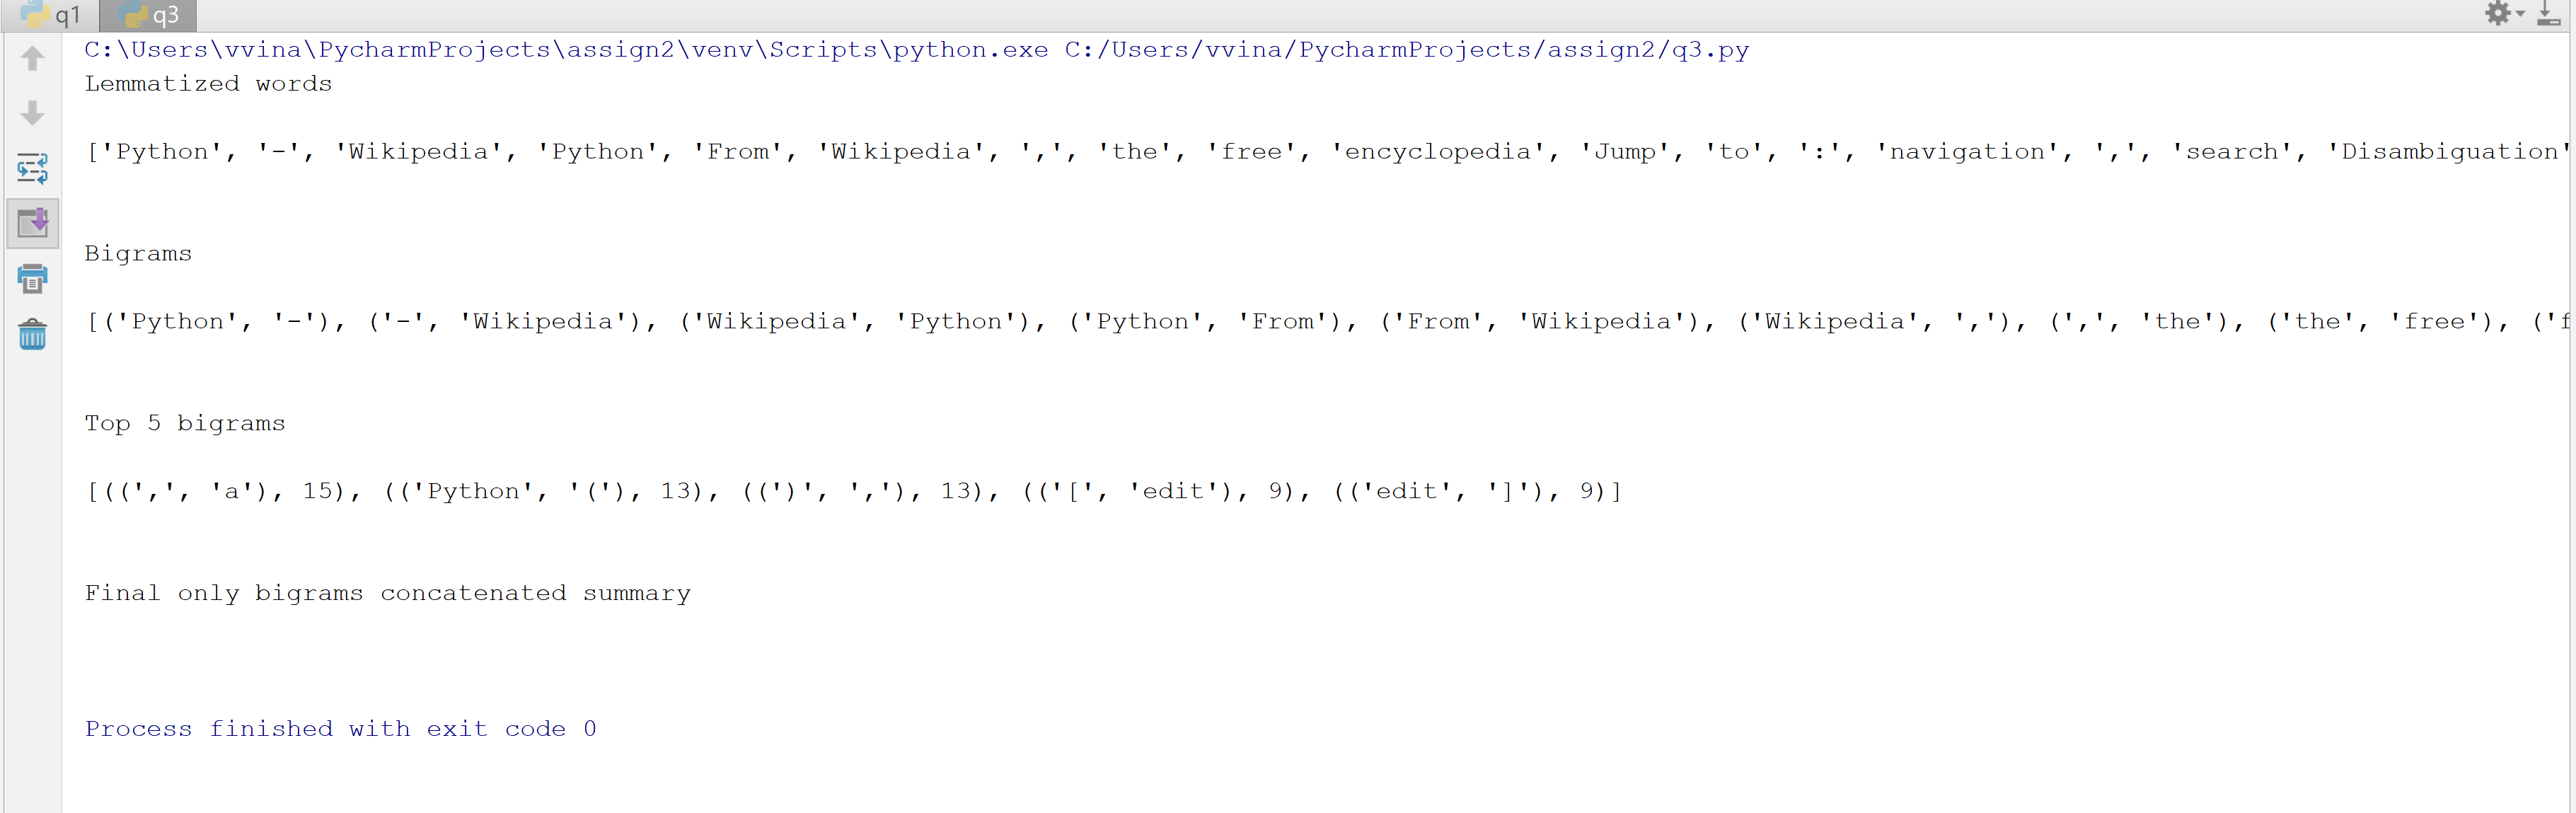 q1 q3
C:\Users\vvina\PycharmProjects\assign2\venv\Scripts\python.exe C:/Users/vvina/PycharmProjects/assign2/q3.py
Lemmatized words
['Python', '-', 'Wikipedia', 'Python', 'From', 'Wikipedia', ',', 'the', 'free', 'encyclopedia', 'Jump', 'to', ':', 'navigation', ',', 'search', 'Disambiguation'
Bigrams
[('Python', '-'), ('-', 'Wikipedia'), ('Wikipedia', 'Python'), ('Python', 'From'), ('From', 'Wikipedia'), ('Wikipedia', ','), (',', 'the'), ('the', 'free'), ('f
Top 5 bigrams
[((',', 'a'), 15), (('Python', '('), 13), ((')', ','), 13), (('[', 'edit'), 9), (('edit', ']'), 9)]
Final only bigrams concatenated summary
Process finished with exit code 0